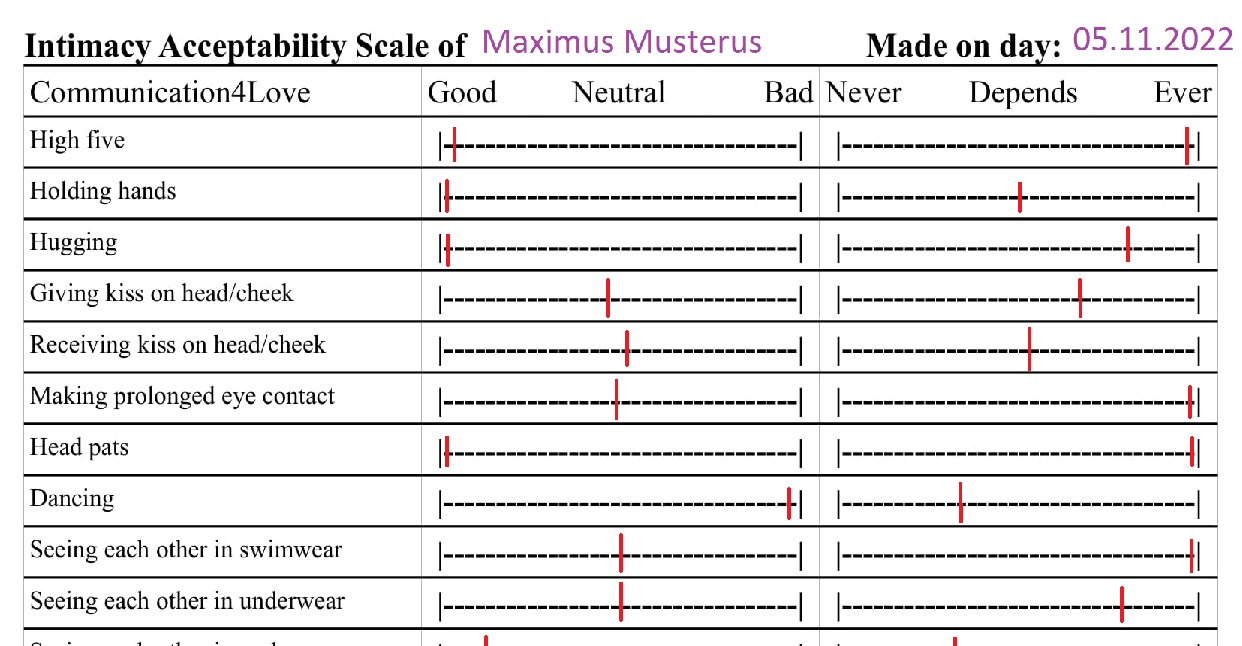 Intimacy Acceptability Scale of Maximus Musterus Made on day: 05.11.2022
Communication4Love Good Neutral Bad Never Depends Ever
High five
Holding hands
Hugging
Giving kiss on head/cheek
Receiving kiss on head/cheek
Making prolonged eye contact
Head pats
Dancing
Seeing each other in swimwear
Seeing each other in underwear